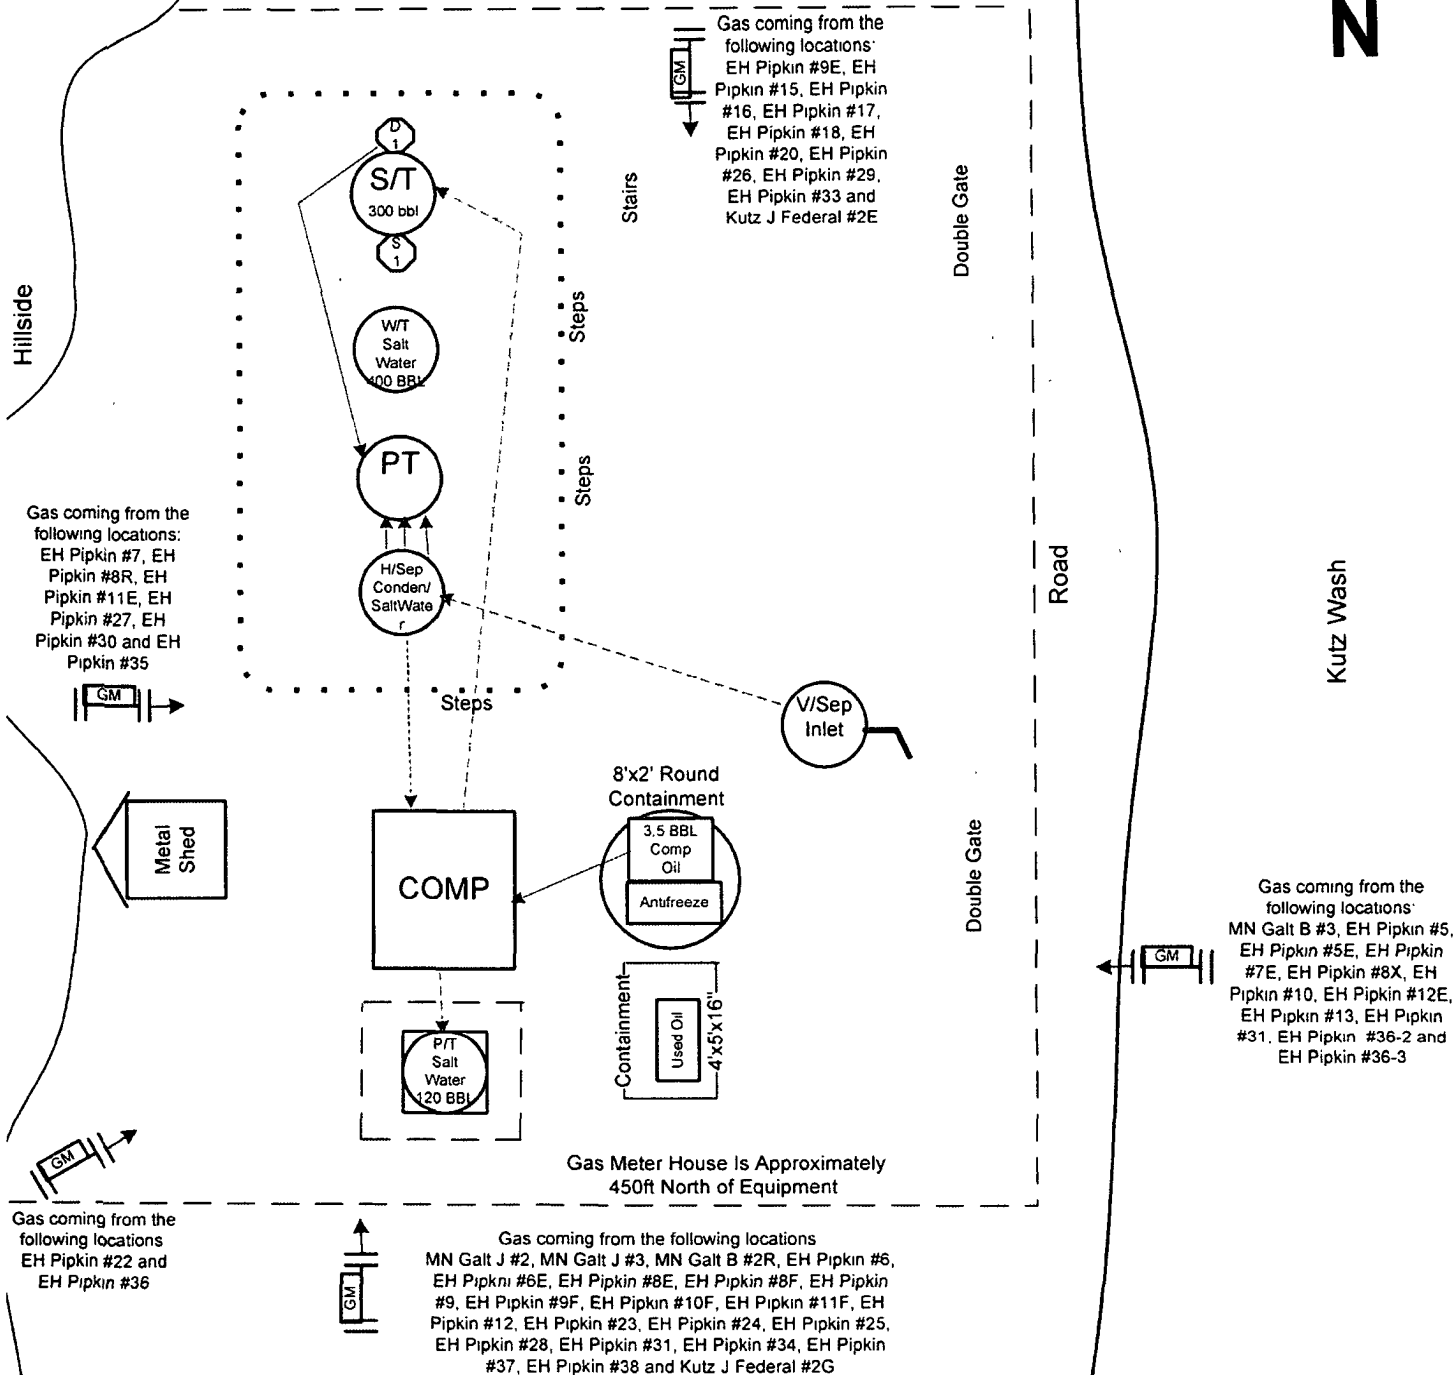 N
Gas coming from the
following locations:
EH Pipkin #9E, EH
Pipkin #15, EH Pipkin
#16, EH Pipkin #17,
EH Pipkin #18, EH
Pipkin #20, EH Pipkin
#26, EH Pipkin #29,
EH Pipkin #33 and
Kutz J Federal #2E
GM
D
1
S/T
300 bbl
S
1
Stairs
Double Gate
Hillside
W/T
Salt
Water
400 BBL
Steps
PT
Steps
Gas coming from the
following locations:
EH Pipkin #7, EH
Pipkin #8R, EH
Pipkin #11E, EH
Pipkin #27, EH
Pipkin #30 and EH
Pipkin #35
GM
H/Sep
Conden/
SaltWate
r
Road
Kutz Wash
Steps
V/Sep
Inlet
8'x2' Round
Containment
3.5 BBL
Comp
Oil
Antifreeze
Metal
Shed
COMP
Double Gate
Gas coming from the
following locations:
MN Galt B #3, EH Pipkin #5,
EH Pipkin #5E, EH Pipkin
#7E, EH Pipkin #8X, EH
Pipkin #10, EH Pipkin #12E,
EH Pipkin #13, EH Pipkin
#31, EH Pipkin #36-2 and
EH Pipkin #36-3
GM
Containment
Used Oil
4'x5'x16"
P/T
Salt
Water
120 BBL
GM
Gas Meter House Is Approximately
450ft North of Equipment
Gas coming from the
following locations
EH Pipkin #22 and
EH Pipkin #36
GM
Gas coming from the following locations
MN Galt J #2, MN Galt J #3, MN Galt B #2R, EH Pipkin #6,
EH Pipkni #6E, EH Pipkin #8E, EH Pipkin #8F, EH Pipkin
#9, EH Pipkin #9F, EH Pipkin #10F, EH Pipkin #11F, EH
Pipkin #12, EH Pipkin #23, EH Pipkin #24, EH Pipkin #25,
EH Pipkin #28, EH Pipkin #31, EH Pipkin #34, EH Pipkin
#37, EH Pipkin #38 and Kutz J Federal #2G